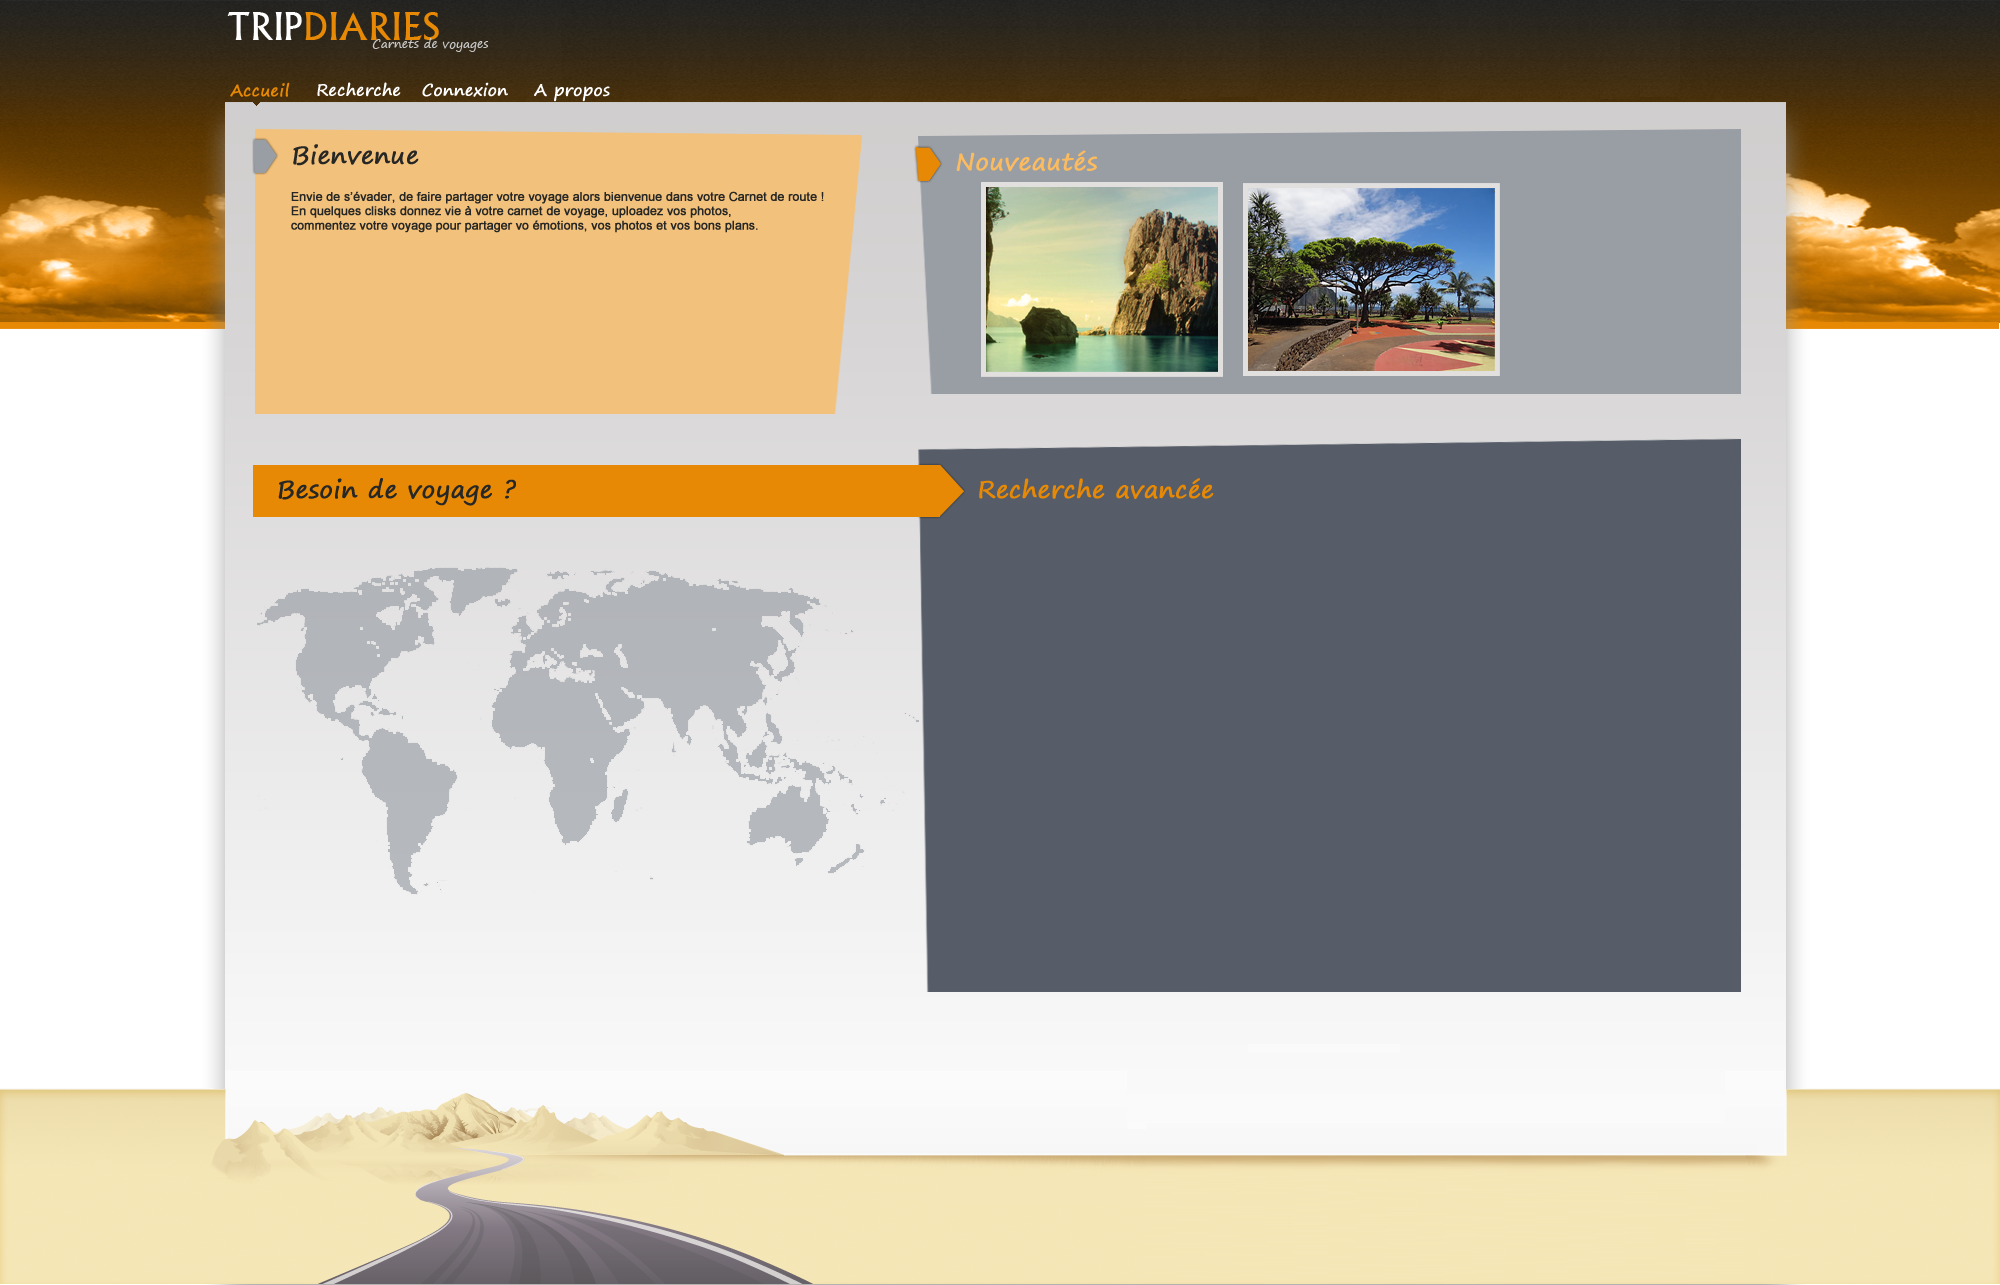 TRIPDIARIES
Carnets de voyages
Accueil Recherche Connexion A propos
Bienvenue
Envie de s'évader, de faire partager votre voyage alors bienvenue dans votre Carnet de route !
En quelques clisks donnez vie à votre carnet de voyage, uploadez vos photos,
commentez votre voyage pour partager vo émotions, vos photos et vos bons plans.
Nouveautés
Besoin de voyage ?
Recherche avancée